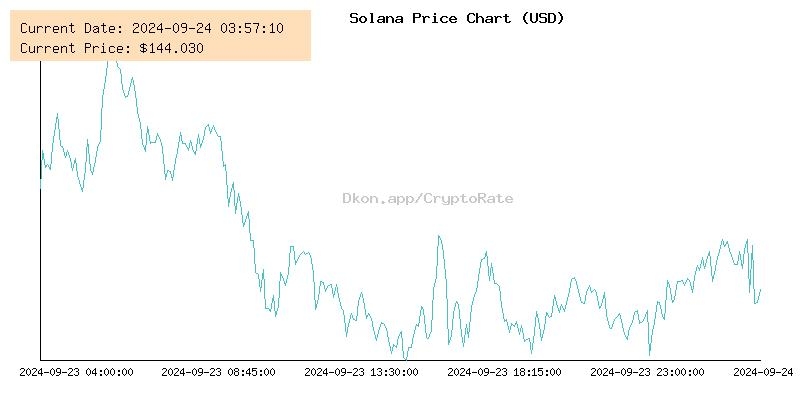 Solana Price Chart (USD)
Current Date: 2024-09-24 03:57:10
Current Price: $144.030
Dkon.app/CryptoRate
2024-09-23 04:00:00 2024-09-23 08:45:00 2024-09-23 13:30:00 2024-09-23 18:15:00 2024-09-23 23:00:00 2024-09-24